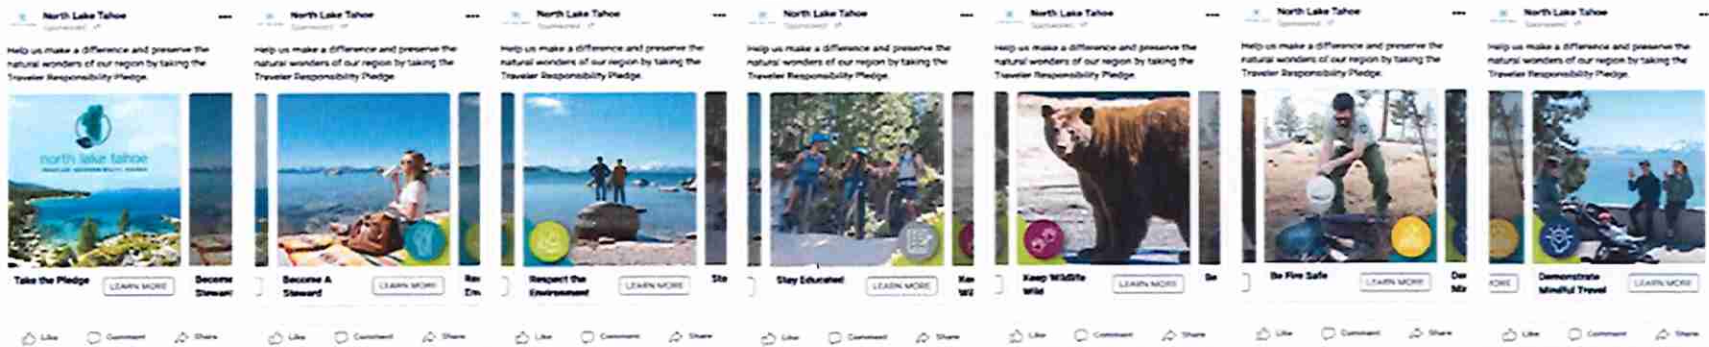 North Lake Tahoe
Sponsored
Help us make a difference and preserve the
natural wonders of our region by taking the
Traveler Responsibility Pledge.
north lake tahoe
Take the Pledge
LEARN MORE
Become
Steward
Like
Comment
Share
North Lake Tahoe
Sponsored
Help us make a difference and preserve the
natural wonders of our region by taking the
Traveler Responsibility Pledge.
Become A
Steward
LEARN MORE
Like
Comment
Share
North Lake Tahoe
Sponsored
Help us make a difference and preserve the
natural wonders of our region by taking the
Traveler Responsibility Pledge.
Respect the
Environment
LEARN MORE
Like
Comment
Share
North Lake Tahoe
Sponsored
Help us make a difference and preserve the
natural wonders of our region by taking the
Traveler Responsibility Pledge.
Stay Educated
LEARN MORE
Like
Comment
Share
North Lake Tahoe
Sponsored
Help us make a difference and preserve the
natural wonders of our region by taking the
Traveler Responsibility Pledge.
Keep Wildlife
Wild
LEARN MORE
Be
Like
Comment
Share
North Lake Tahoe
Sponsored
Help us make a difference and preserve the
natural wonders of our region by taking the
Traveler Responsibility Pledge.
Be Fire Safe
LEARN MORE
Like
Comment
Share
North Lake Tahoe
Sponsored
Help us make a difference and preserve the
natural wonders of our region by taking the
Traveler Responsibility Pledge.
Demonstrate
Mindful Travel
LEARN MORE
Like
Comment
Share